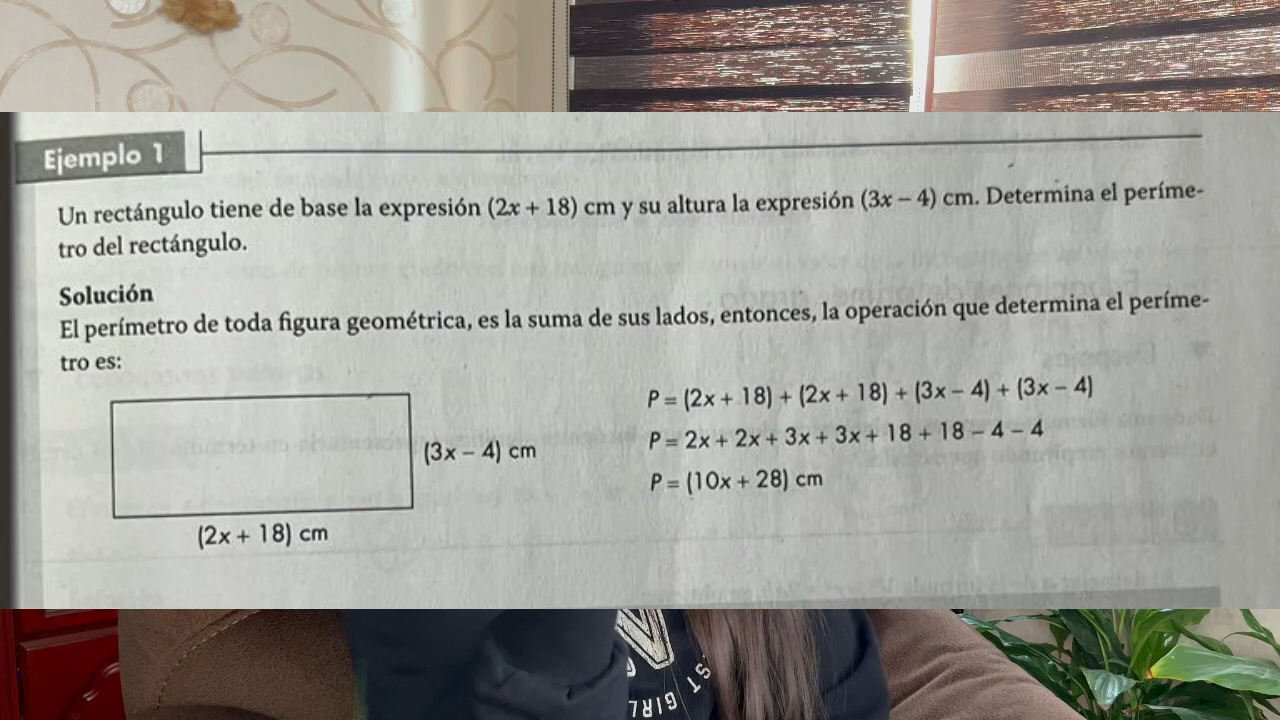 Ejemplo 1
Un rectángulo tiene de base la expresión (2x + 18) cm y su altura la expresión (3x – 4) cm. Determina el períme-
tro del rectángulo.
Solución
El perímetro de toda figura geométrica, es la suma de sus lados, entonces, la operación que determina el períme-
tro es:
P = (2x + 18) + (2x + 18) + (3x – 4) + (3x – 4)
P = 2x + 2x + 3x + 3x + 18 + 18 – 4 – 4
P = (10x + 28) cm
(3x – 4) cm
(2x + 18) cm
ST GIRL